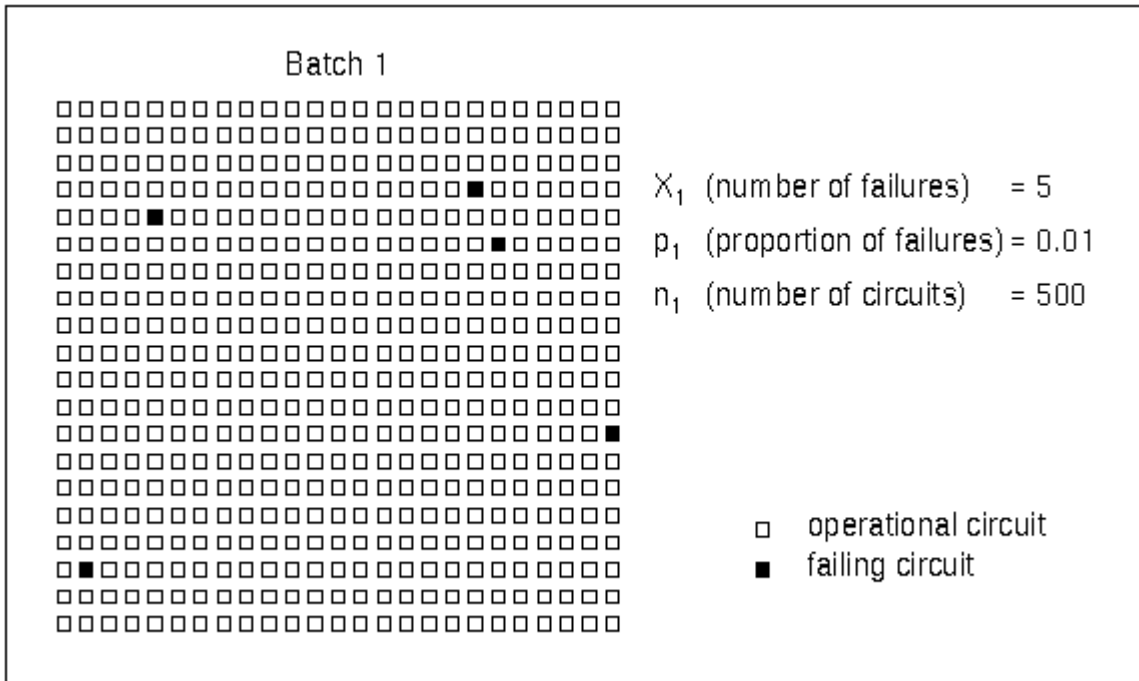 Batch 1
X₁ (number of failures) = 5
p₁ (proportion of failures) = 0.01
n₁ (number of circuits) = 500
operational circuit
failing circuit